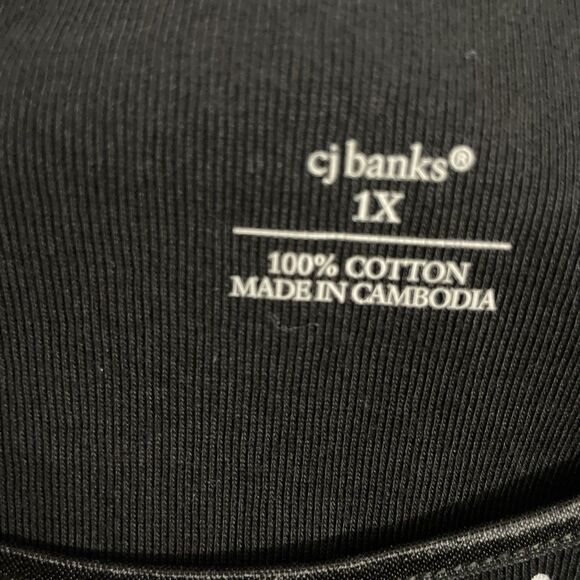 cj banks®
1X
100% COTTON
MADE IN CAMBODIA